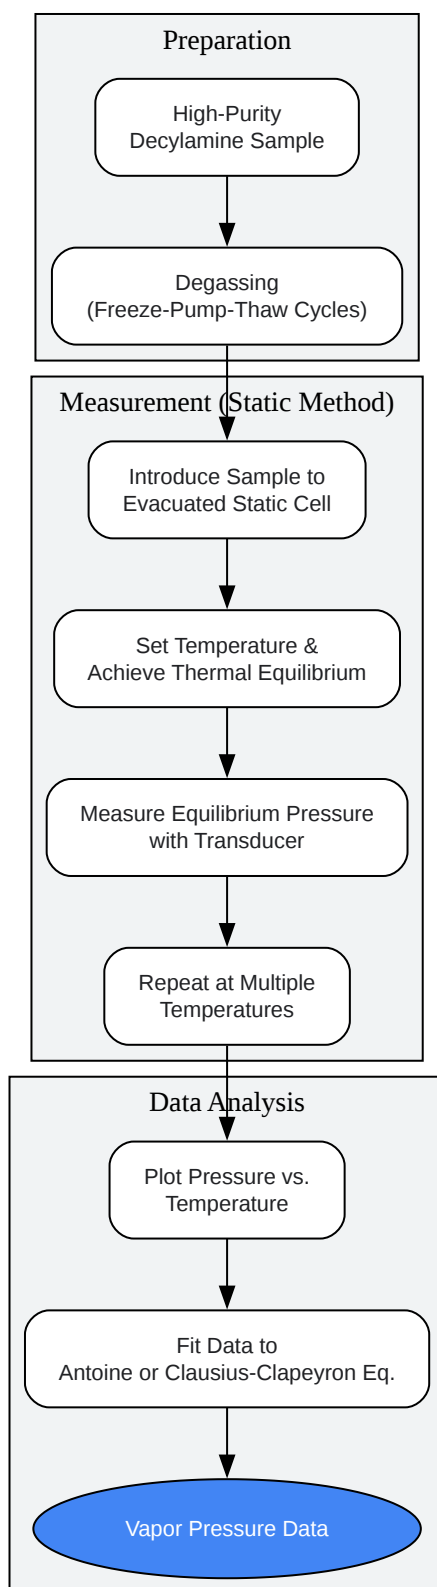 Preparation
High-Purity
Decylamine Sample
Degassing
(Freeze-Pump-Thaw Cycles)
Measurement (Static Method)
Introduce Sample to
Evacuated Static Cell
Set Temperature &
Achieve Thermal Equilibrium
Measure Equilibrium Pressure
with Transducer
Repeat at Multiple
Temperatures
Data Analysis
Plot Pressure vs.
Temperature
Fit Data to
Antoine or Clausius-Clapeyron Eq.
Vapor Pressure Data